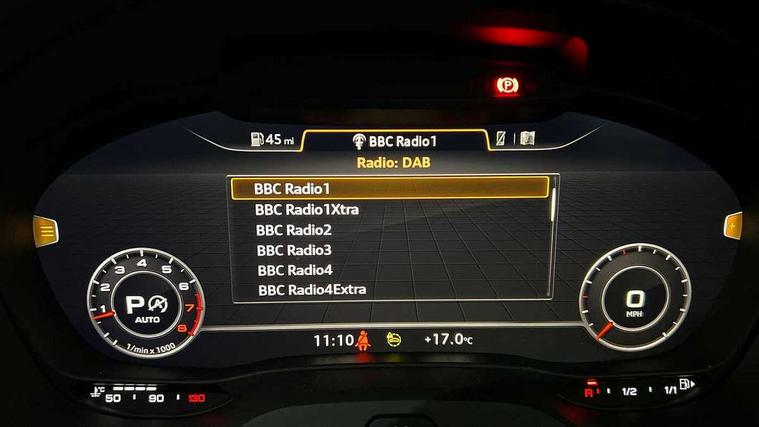 P
45 mi
BBC Radio1
Radio: DAB
BBC Radio1
BBC Radio1Xtra
BBC Radio2
BBC Radio3
BBC Radio4
BBC Radio4Extra
1 2 3 4 5 6 7 8
P A
AUTO
1/min x 1000
0
MPH
11:10 +17.0°C
°C
50 90 130
R 1/2 1/1